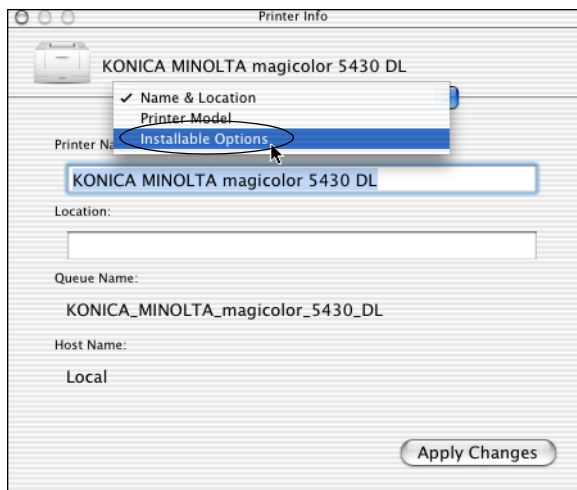 Printer Info
KONICA MINOLTA magicolor 5430 DL
✓ Name & Location
Printer Model
Installable Options
Printer Na
KONICA MINOLTA magicolor 5430 DL
Location:
Queue Name:
KONICA_MINOLTA_magicolor_5430_DL
Host Name:
Local
Apply Changes